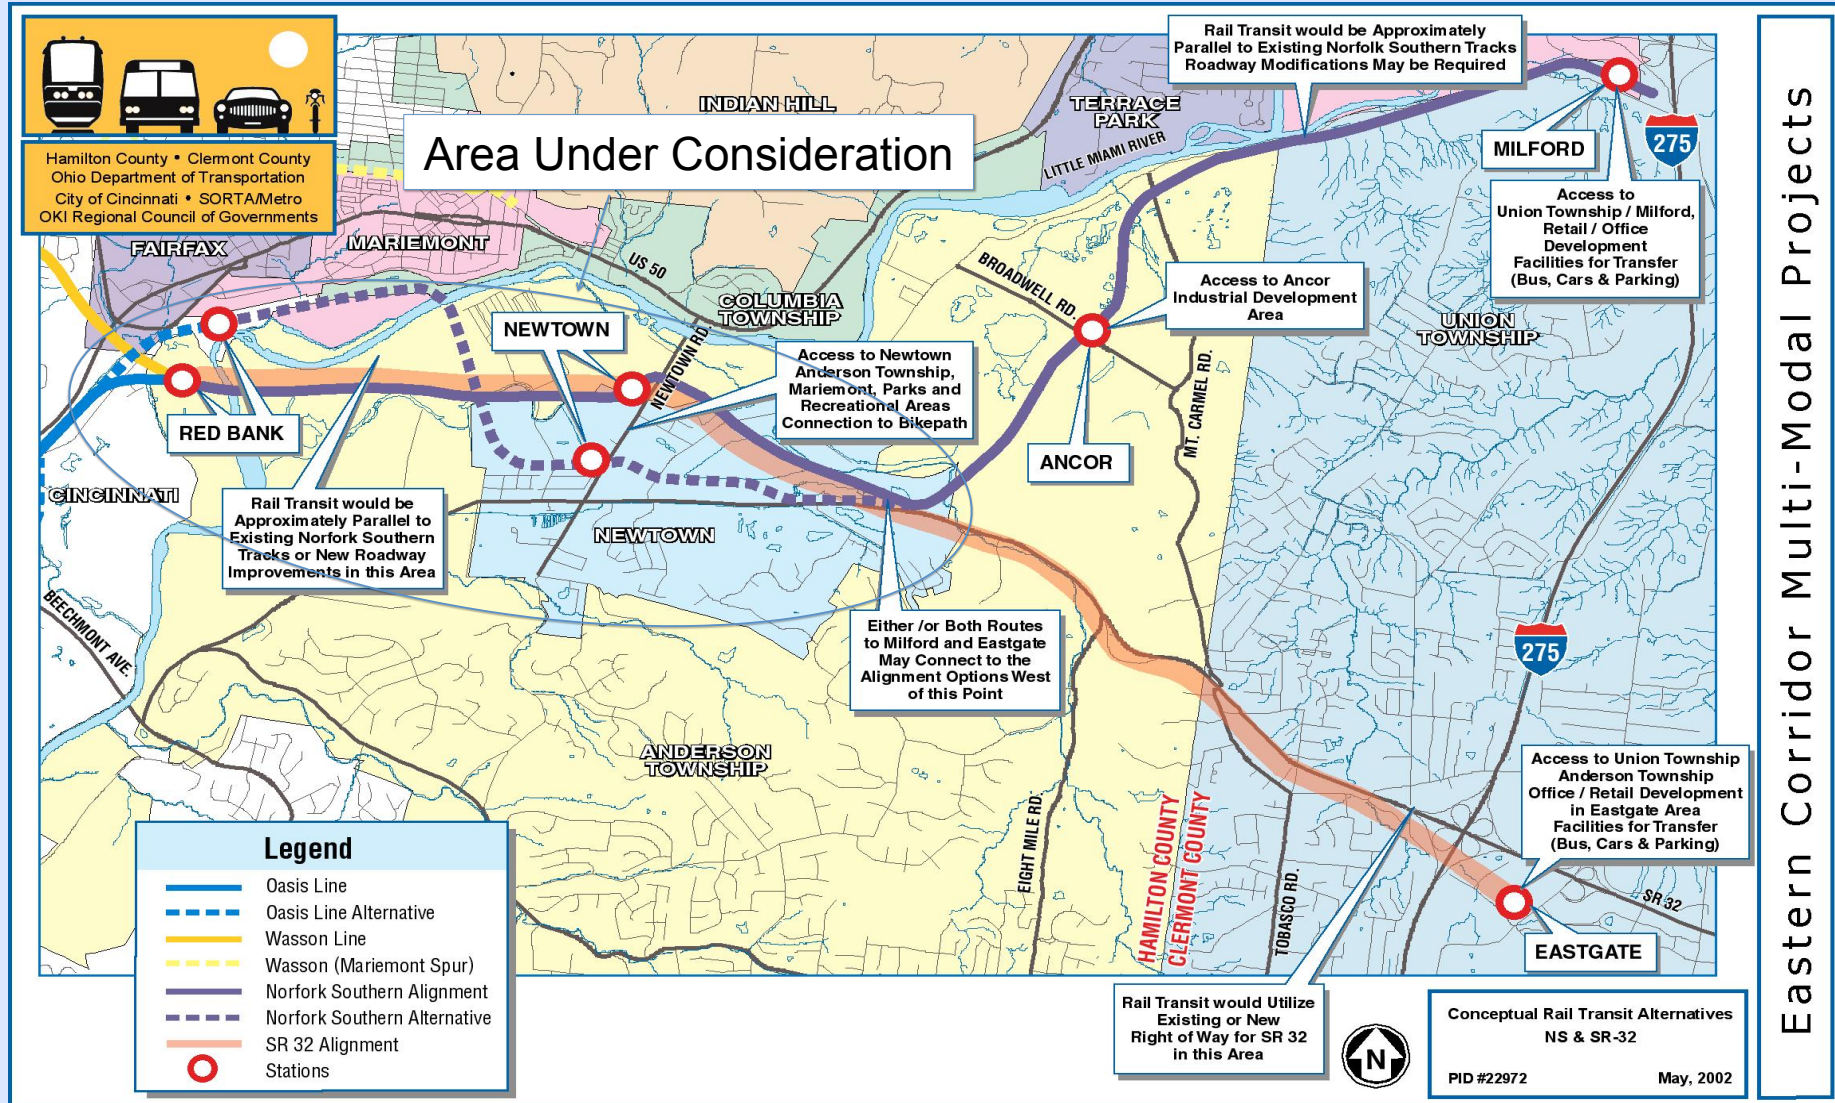 Hamilton County • Clermont County
Ohio Department of Transportation
City of Cincinnati • SORTA/Metro
OKI Regional Council of Governments
Area Under Consideration
Rail Transit would be Approximately
Parallel to Existing Norfolk Southern Tracks
Roadway Modifications May be Required
INDIAN HILL
TERRACE
PARK
LITTLE MIAMI RIVER
MILFORD
275
Access to
Union Township / Milford,
Retail / Office
Development
Facilities for Transfer
(Bus, Cars & Parking)
FAIRFAX
MARIEMONT
US 50
COLUMBIA
TOWNSHIP
BROADWELL RD.
Access to Ancor
Industrial Development
Area
UNION
TOWNSHIP
NEWTOWN
NEWTOWN RD.
Access to Newtown
Anderson Township,
Mariemont, Parks and
Recreational Areas
Connection to Bikepath
MT. CARMEL RD.
RED BANK
ANCOR
CINCINNATI
Rail Transit would be
Approximately Parallel to
Existing Norfork Southern
Tracks or New Roadway
Improvements in this Area
NEWTOWN
BEECHMONT AVE.
Either /or Both Routes
to Milford and Eastgate
May Connect to the
Alignment Options West
of this Point
275
ANDERSON
TOWNSHIP
EIGHT MILE RD.
HAMILTON COUNTY
CLERMONT COUNTY
TOBASCO RD.
Access to Union Township
Anderson Township
Office / Retail Development
in Eastgate Area
Facilities for Transfer
(Bus, Cars & Parking)
SR 32
EASTGATE
Legend
Oasis Line
Oasis Line Alternative
Wasson Line
Wasson (Mariemont Spur)
Norfork Southern Alignment
Norfork Southern Alternative
SR 32 Alignment
Stations
Rail Transit would Utilize
Existing or New
Right of Way for SR 32
in this Area
N
Conceptual Rail Transit Alternatives
NS & SR-32
PID #22972 May, 2002
Eastern Corridor Multi-Modal Projects